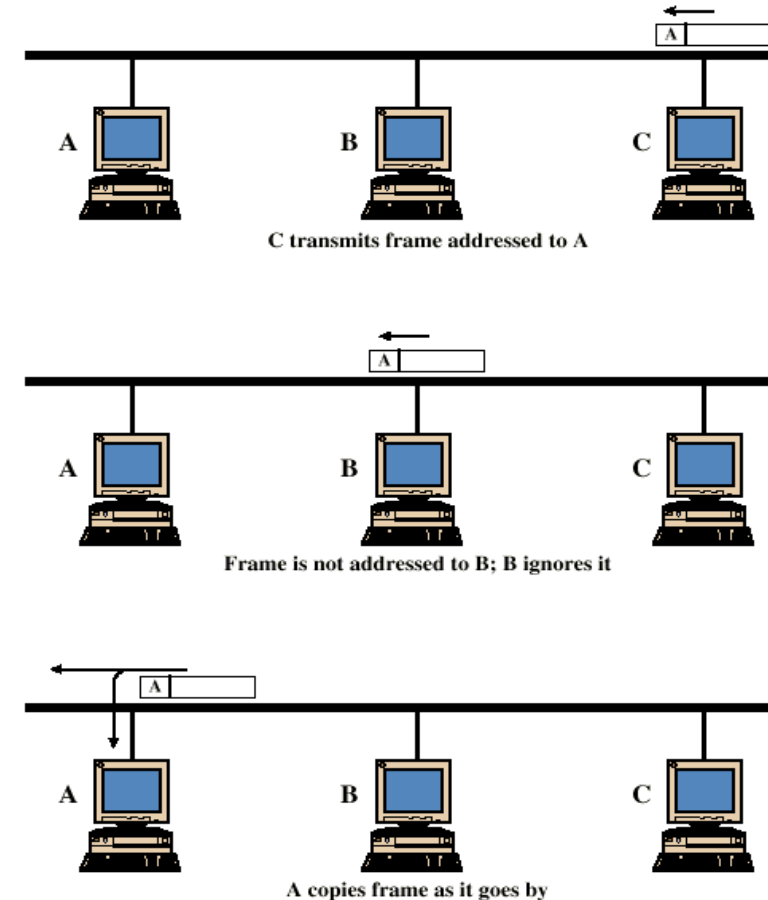 A
A B C
C transmits frame addressed to A
A
A B C
Frame is not addressed to B; B ignores it
A
A B C
A copies frame as it goes by